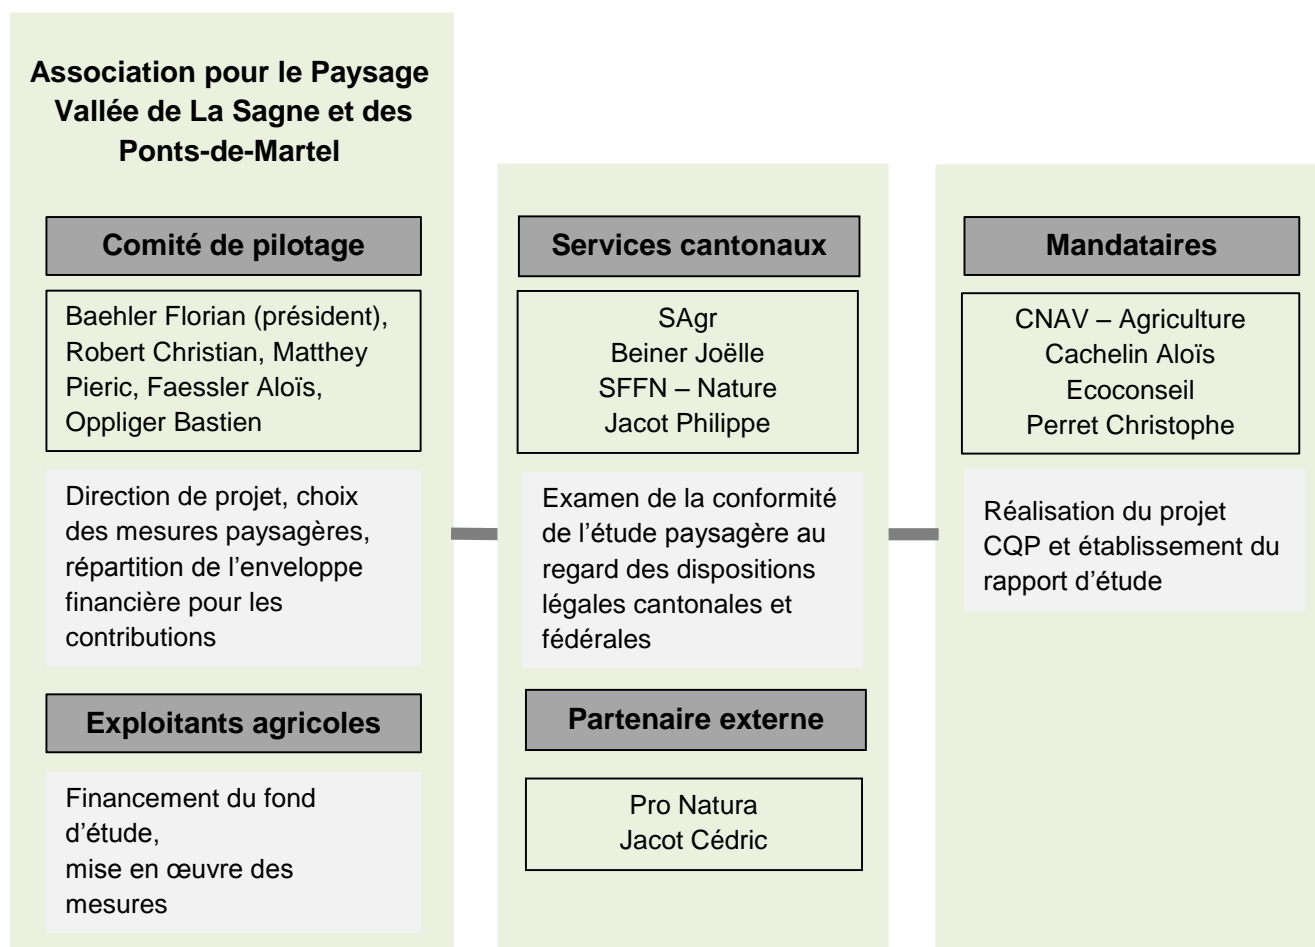 Association pour le Paysage
Vallée de La Sagne et des
Ponts-de-Martel
Comité de pilotage
Baehler Florian (président),
Robert Christian, Matthey
Pieric, Faessler Aloïs,
Oppliger Bastien
Direction de projet, choix
des mesures paysagères,
répartition de l’enveloppe
financière pour les
contributions
Exploitants agricoles
Financement du fond
d’étude,
mise en œuvre des
mesures
Services cantonaux
SAgr
Beiner Joëlle
SFFN – Nature
Jacot Philippe
Examen de la conformité
de l’étude paysagère au
regard des dispositions
légales cantonales et
fédérales
Partenaire externe
Pro Natura
Jacot Cédric
Mandataires
CNAV – Agriculture
Cachelin Aloïs
Ecoconseil
Perret Christophe
Réalisation du projet
CQP et établissement du
rapport d’étude